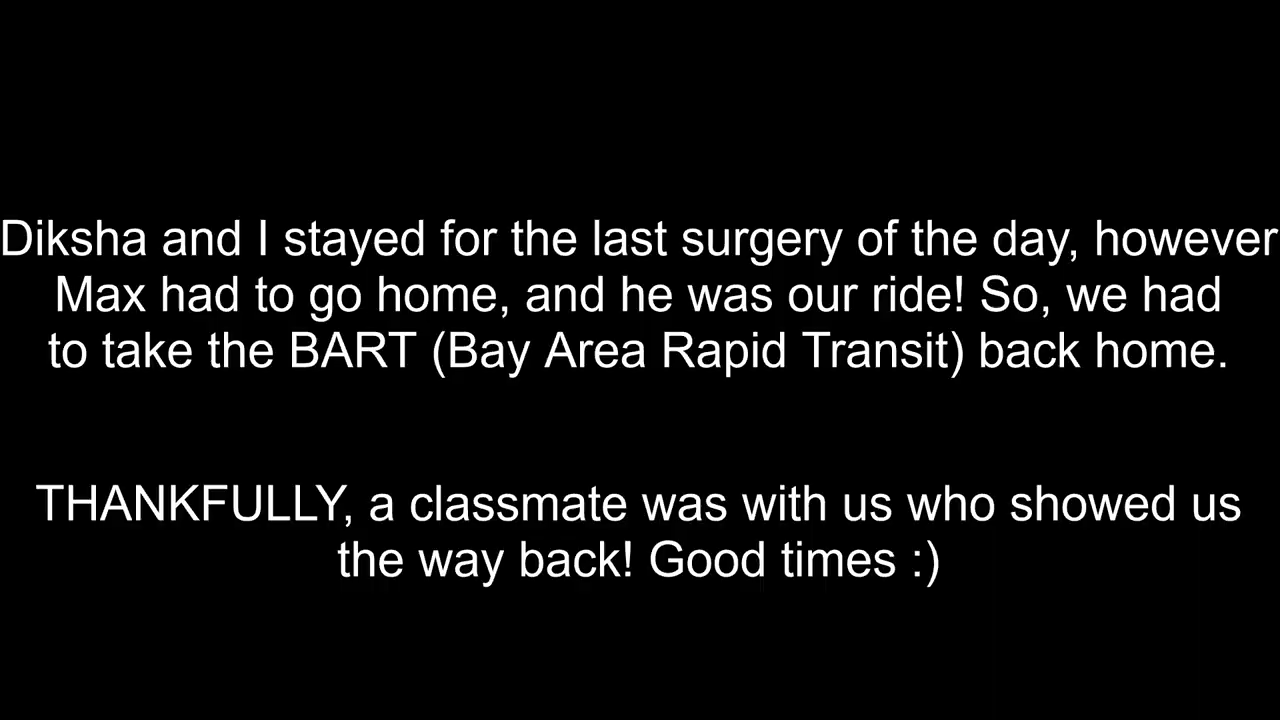 Diksha and I stayed for the last surgery of the day, however
Max had to go home, and he was our ride! So, we had
to take the BART (Bay Area Rapid Transit) back home.
THANKFULLY, a classmate was with us who showed us
the way back! Good times :)